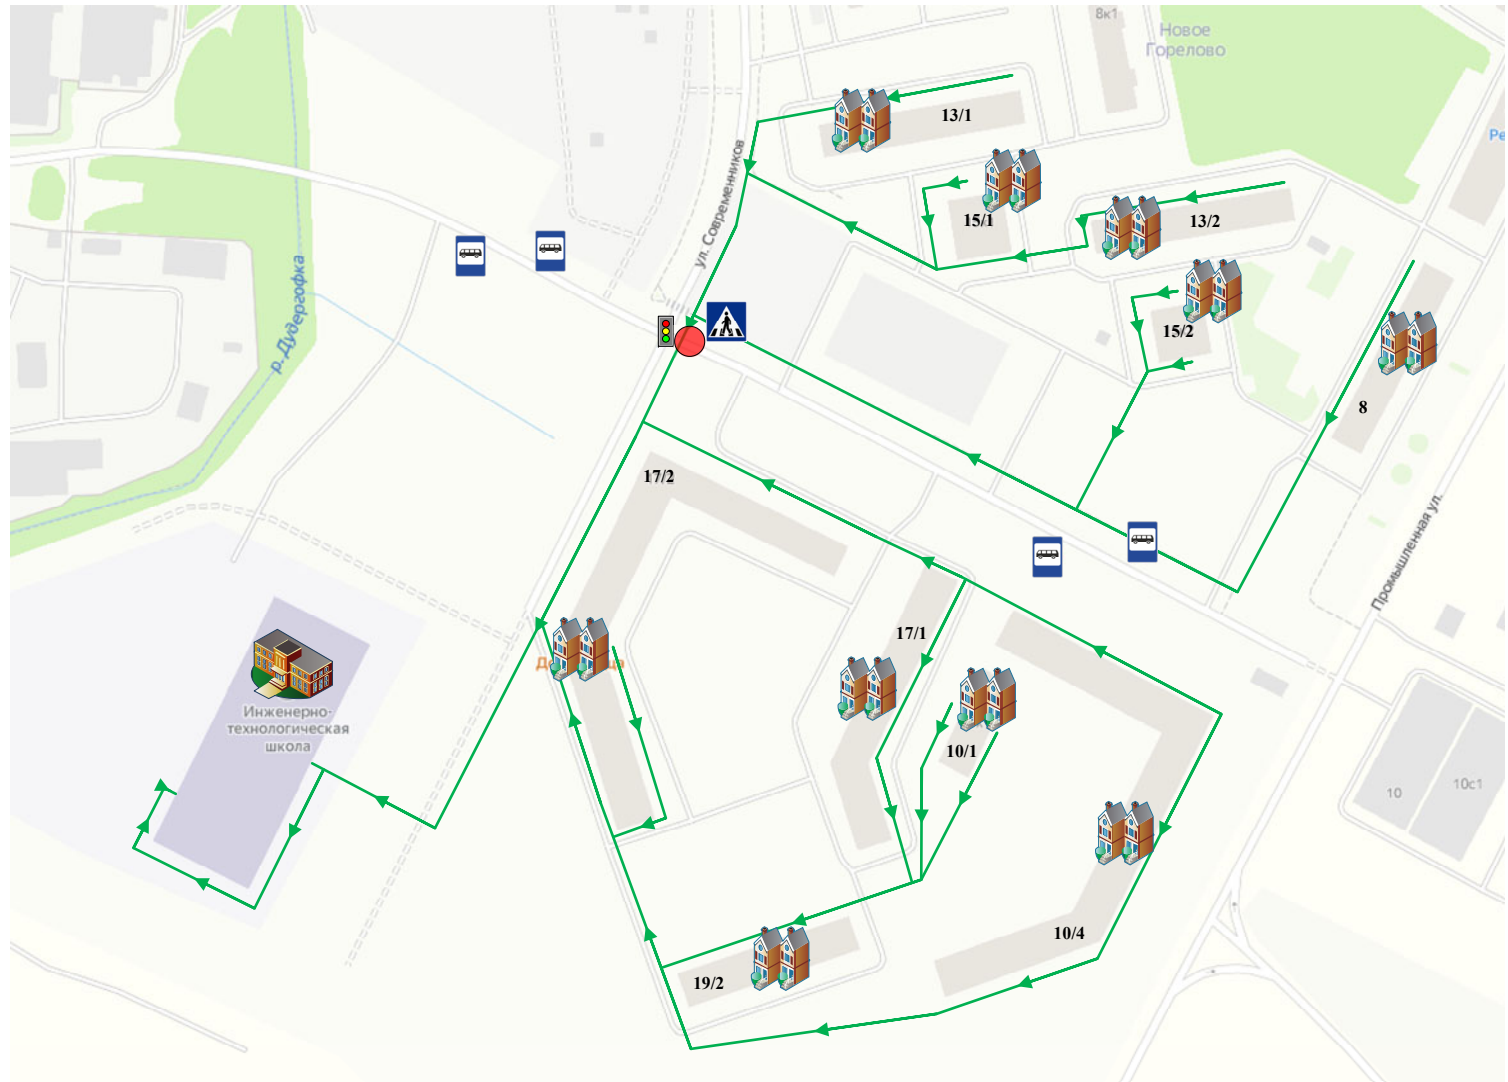 8к1
Новое
Горелово
13/1
Ре
ул. Современников
15/1
13/2
р. Дудергофка
15/2
8
17/2
Промышленная ул.
17/1
10/1
Инженерно-
технологическая
школа
10
10с1
10/4
19/2